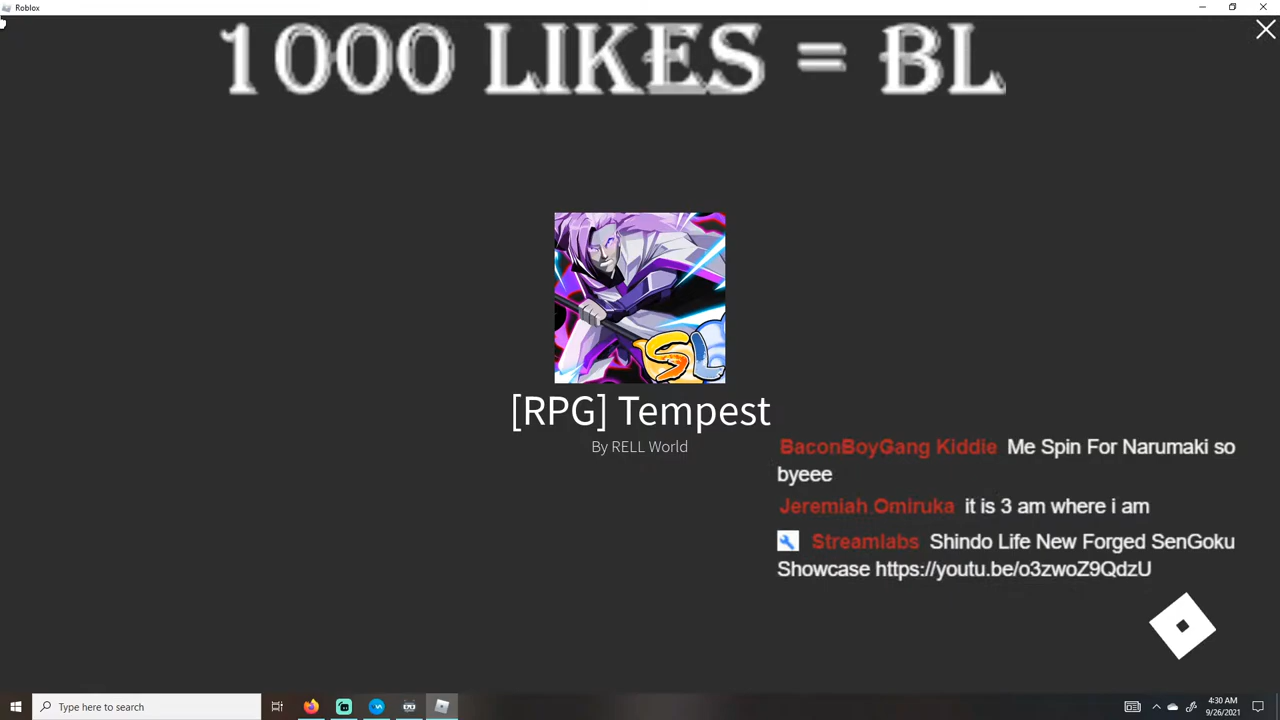 Roblox
1000 LIKES = BL
SL
[RPG] Tempest
By RELL World
BaconBoyGang Kiddie Me Spin For Narumaki so
byeee
Jeremiah Omiruka it is 3 am where i am
Streamlabs Shindo Life New Forged SenGoku
Showcase https://youtu.be/o3zwoZ9QdzU
Type here to search
4:30 AM
9/26/2021